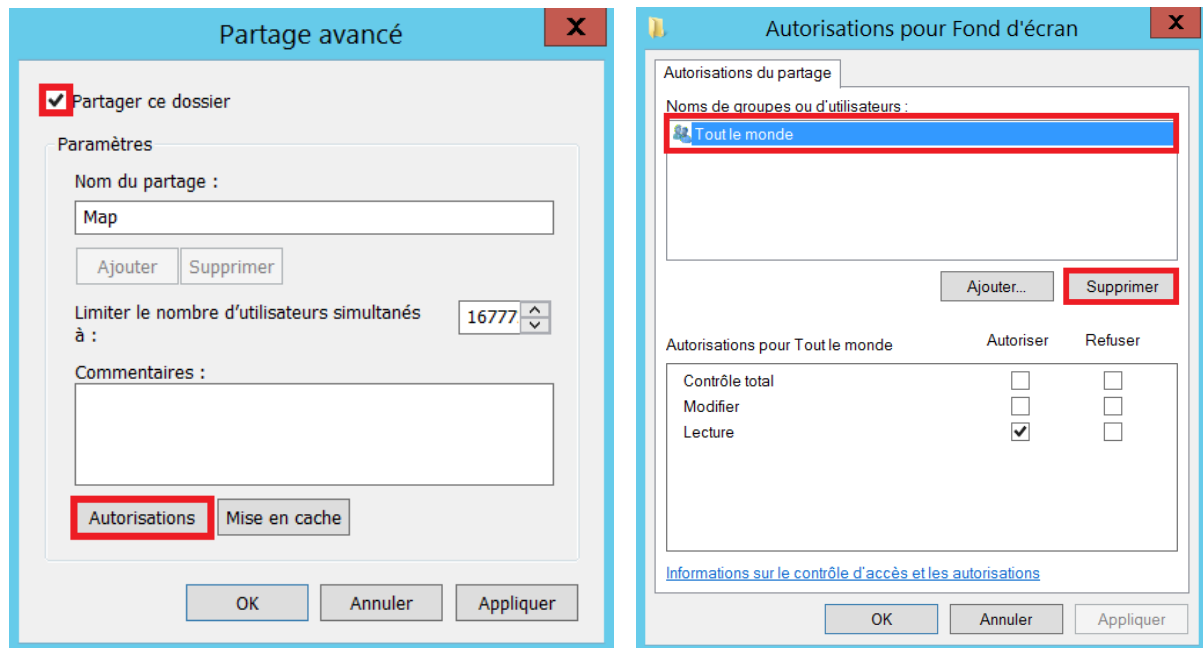 Partage avancé
X
Partager ce dossier
Paramètres
Nom du partage :
Map
Ajouter
Supprimer
Limiter le nombre d'utilisateurs simultanés
à :
16777
Commentaires :
Autorisations
Mise en cache
OK
Annuler
Appliquer
Autorisations pour Fond d'écran
X
Autorisations du partage
Noms de groupes ou d'utilisateurs :
Tout le monde
Ajouter...
Supprimer
Autorisations pour Tout le monde
Autoriser
Refuser
Contrôle total
Modifier
Lecture
Informations sur le contrôle d'accès et les autorisations
OK
Annuler
Appliquer